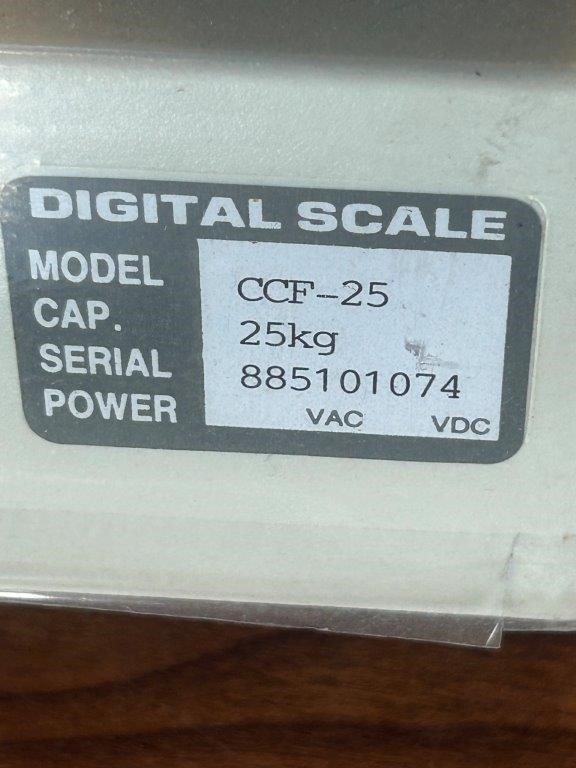 DIGITAL SCALE
MODEL CCF-25
CAP. 25kg
SERIAL 885101074
POWER VAC VDC